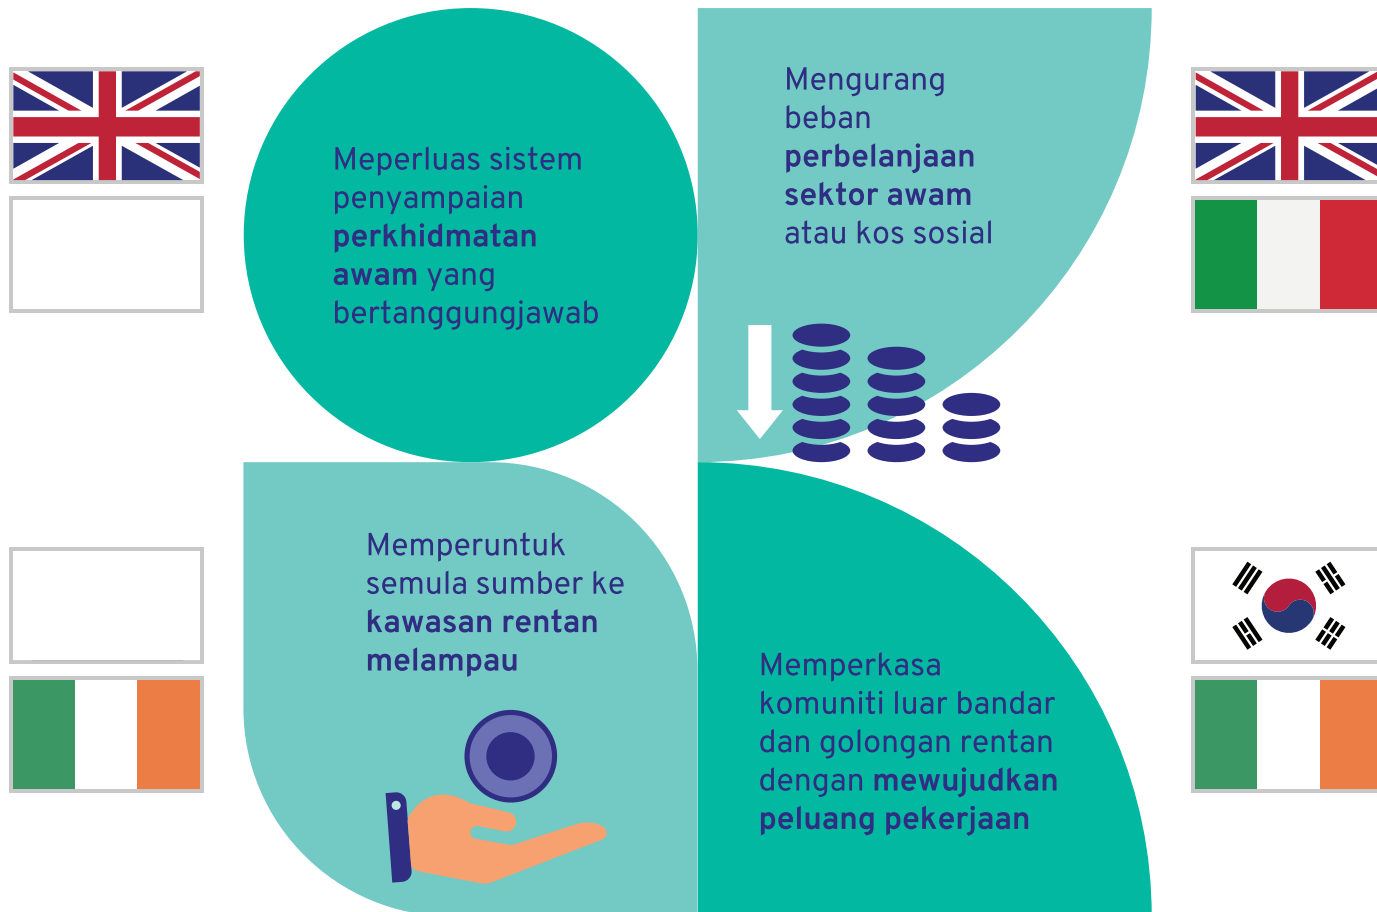 Meperluas sistem
penyampaian
perkhidmatan
awam yang
bertanggungjawab
Mengurang
beban
perbelanjaan
sektor awam
atau kos sosial
Memperuntuk
semula sumber ke
kawasan rentan
melampau
Memperkasa
komuniti luar bandar
dan golongan rentan
dengan mewujudkan
peluang pekerjaan